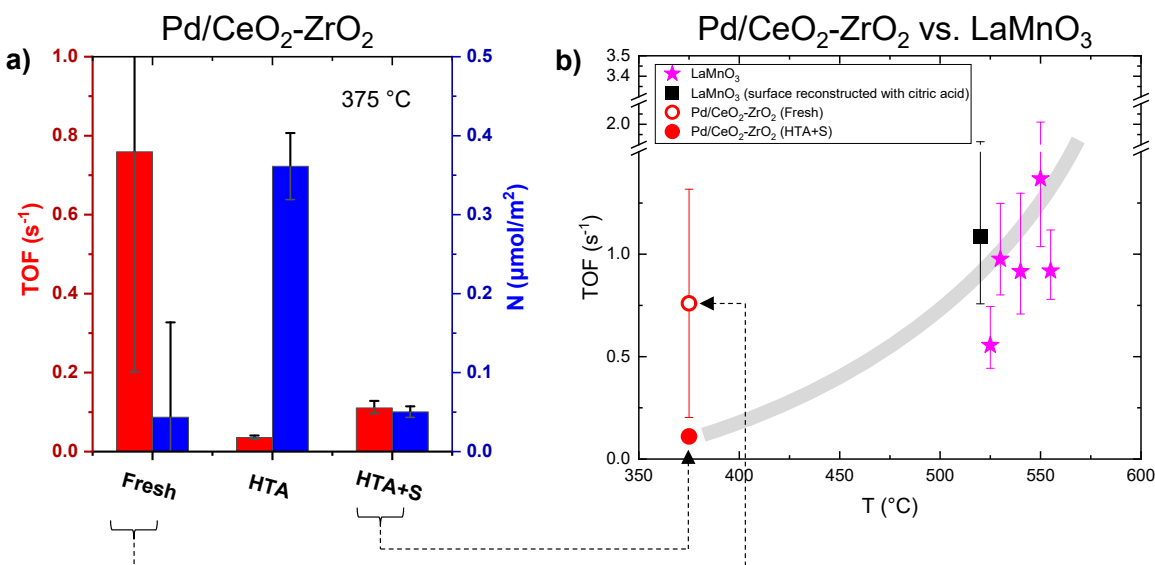 Pd/CeO₂-ZrO₂
Pd/CeO₂-ZrO₂ vs. LaMnO₃
a)
375 °C
TOF (s⁻¹)
1.0
0.8
0.6
0.4
0.2
0.0
N (µmol/m²)
0.5
0.4
0.3
0.2
0.1
0.0
Fresh
HTA
HTA+S
b)
LaMnO₃
LaMnO₃ (surface reconstructed with citric acid)
Pd/CeO₂-ZrO₂ (Fresh)
Pd/CeO₂-ZrO₂ (HTA+S)
TOF (s⁻¹)
3.5
3.4
2.0
1.0
0.5
0.0
350
400
450
500
550
600
T (°C)